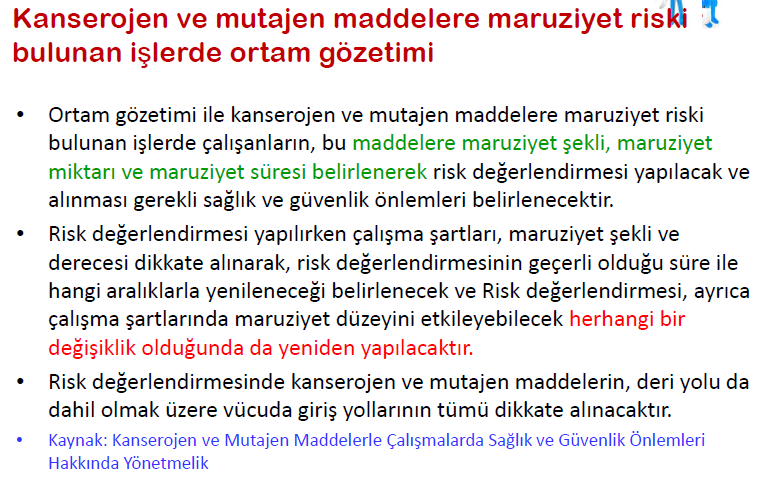 Kanserojen ve mutajen maddelere maruziyet riski
bulunan işlerde ortam gözetimi
• Ortam gözetimi ile kanserojen ve mutajen maddelere maruziyet riski
bulunan işlerde çalışanların, bu maddelere maruziyet şekli, maruziyet
miktarı ve maruziyet süresi belirlenerek risk değerlendirmesi yapılacak ve
alınması gerekli sağlık ve güvenlik önlemleri belirlenecektir.
• Risk değerlendirmesi yapılırken çalışma şartları, maruziyet şekli ve
derecesi dikkate alınarak, risk değerlendirmesinin geçerli olduğu süre ile
hangi aralıklarla yenileneceği belirlenecek ve Risk değerlendirmesi, ayrıca
çalışma şartlarında maruziyet düzeyini etkileyebilecek herhangi bir
değişiklik olduğunda da yeniden yapılacaktır.
• Risk değerlendirmesinde kanserojen ve mutajen maddelerin, deri yolu da
dahil olmak üzere vücuda giriş yollarının tümü dikkate alınacaktır.
• Kaynak: Kanserojen ve Mutajen Maddelerle Çalışmalarda Sağlık ve Güvenlik Önlemleri
Hakkında Yönetmelik